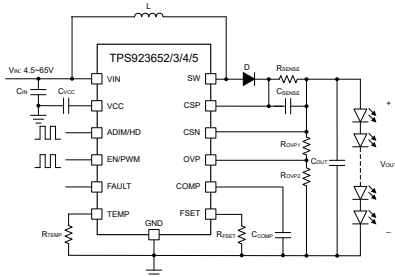 L
TPS923652/3/4/5
VIN: 4.5~65V
VIN
SW
D
RSENSE
CIN
CVCC
CSENSE
VCC
CSP
ADIM/HD
CSN
ROVP1
COUT
VOUT
+
EN/PWM
OVP
ROVP2
FAULT
COMP
TEMP
FSET
GND
RTEMP
RFSET
CCOMP
–